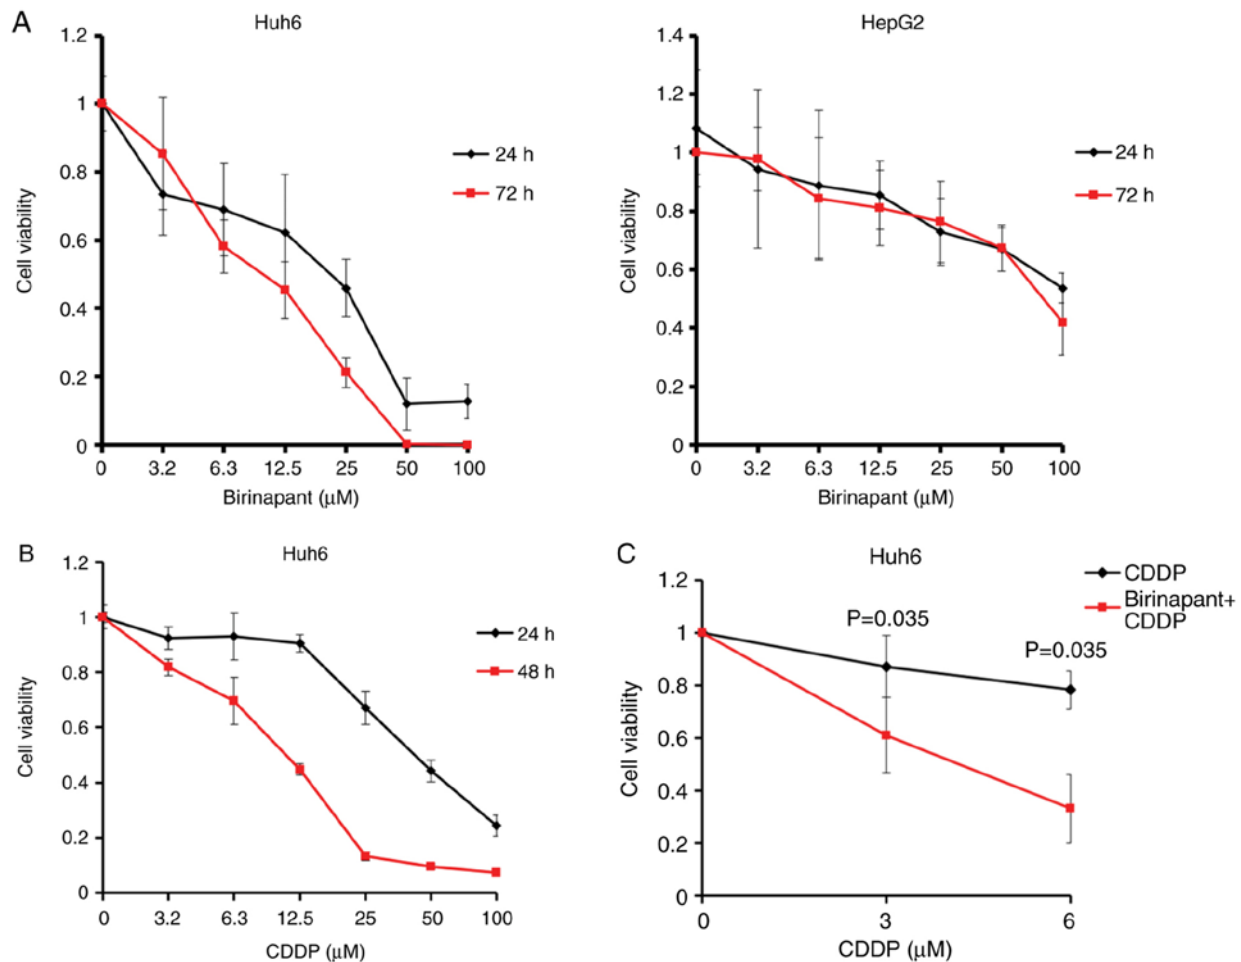 A
Huh6
1.2
1
0.8
0.6
0.4
0.2
0
Cell viability
24 h
72 h
0 3.2 6.3 12.5 25 50 100
Birinapant (μM)
HepG2
1.4
1.2
1
0.8
0.6
0.4
0.2
0
Cell viability
24 h
72 h
0 3.2 6.3 12.5 25 50 100
Birinapant (μM)
B
Huh6
1.2
1
0.8
0.6
0.4
0.2
0
Cell viability
24 h
48 h
0 3.2 6.3 12.5 25 50 100
CDDP (μM)
C
Huh6
CDDP
Birinapant+
CDDP
1.2
1
0.8
0.6
0.4
0.2
0
Cell viability
P=0.035
P=0.035
0 3 6
CDDP (μM)